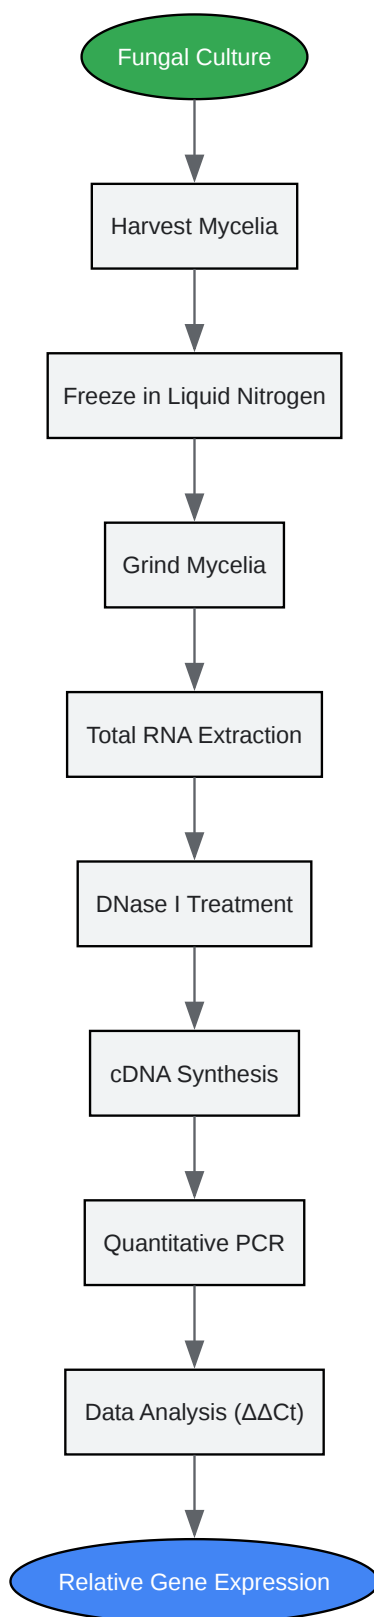 Fungal Culture
Harvest Mycelia
Freeze in Liquid Nitrogen
Grind Mycelia
Total RNA Extraction
DNase I Treatment
cDNA Synthesis
Quantitative PCR
Data Analysis (ΔΔCt)
Relative Gene Expression